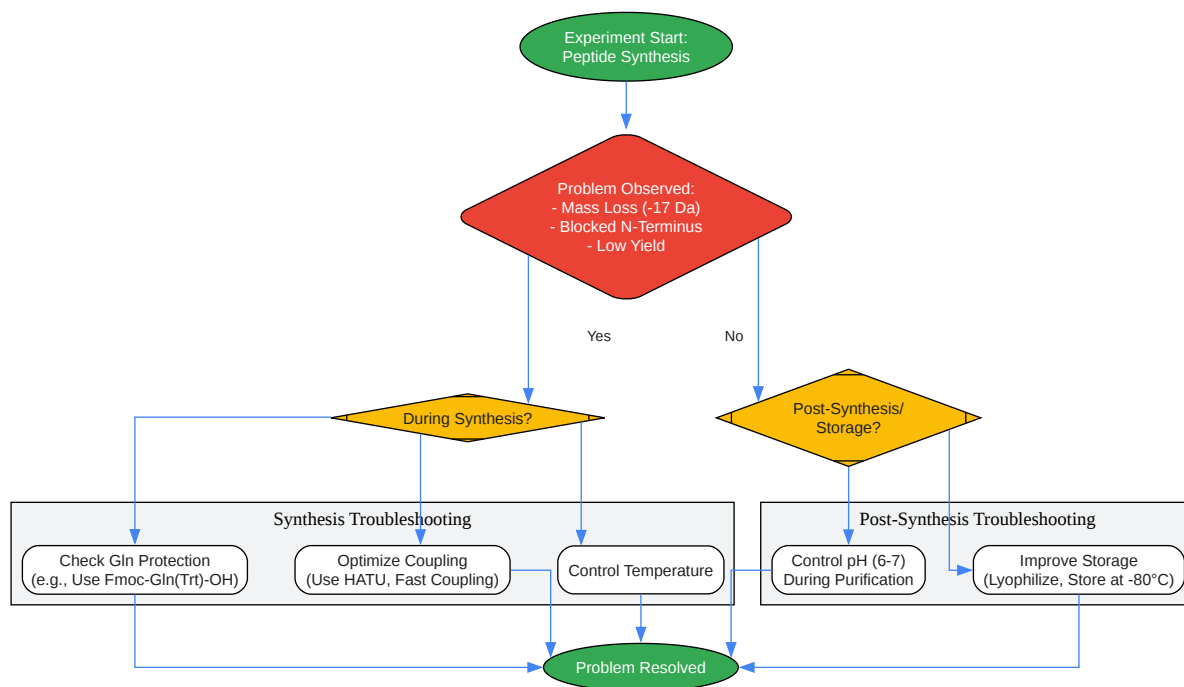 Experiment Start:
Peptide Synthesis
Problem Observed:
- Mass Loss (-17 Da)
- Blocked N-Terminus
- Low Yield
Yes
No
During Synthesis?
Post-Synthesis/
Storage?
Synthesis Troubleshooting
Post-Synthesis Troubleshooting
Check Gln Protection
(e.g., Use Fmoc-Gln(Trt)-OH)
Optimize Coupling
(Use HATU, Fast Coupling)
Control Temperature
Control pH (6-7)
During Purification
Improve Storage
(Lyophilize, Store at -80°C)
Problem Resolved